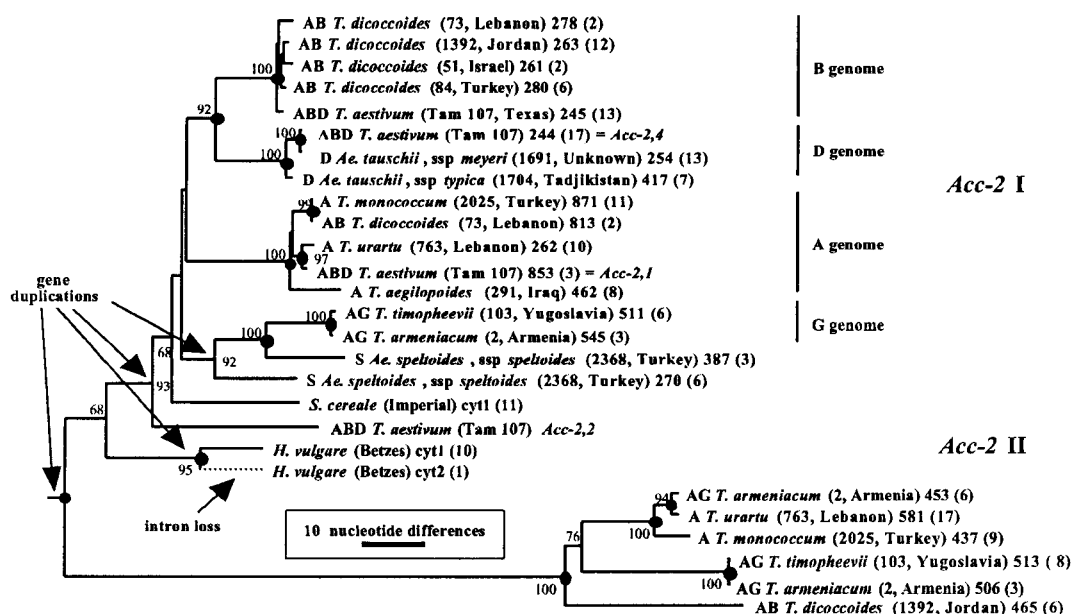 AB T. dicoccoides (73, Lebanon) 278 (2)
AB T. dicoccoides (1392, Jordan) 263 (12)
AB T. dicoccoides (51, Israel) 261 (2)
AB T. dicoccoides (84, Turkey) 280 (6)
100
B genome
ABD T. aestivum (Tam 107, Texas) 245 (13)
92
100
ABD T. aestivum (Tam 107) 244 (17) = Acc-2,4
100
D Ae. tauschii, ssp meyeri (1691, Unknown) 254 (13)
D genome
D Ae. tauschii, ssp typica (1704, Tadjikistan) 417 (7)
Acc-2 I
99
A T. monococcum (2025, Turkey) 871 (11)
AB T. dicoccoides (73, Lebanon) 813 (2)
A T. urartu (763, Lebanon) 262 (10)
A genome
100
97
ABD T. aestivum (Tam 107) 853 (3) = Acc-2,1
A T. aegilopoides (291, Iraq) 462 (8)
gene
duplications
100
AG T. timopheevii (103, Yugoslavia) 511 (6)
G genome
100
AG T. armeniacum (2, Armenia) 545 (3)
68
92
S Ae. speltoides, ssp speltoides (2368, Turkey) 387 (3)
93
S Ae. speltoides, ssp speltoides (2368, Turkey) 270 (6)
68
S. cereale (Imperial) cyt1 (11)
ABD T. aestivum (Tam 107) Acc-2,2
Acc-2 II
H. vulgare (Betzes) cyt1 (10)
95
H. vulgare (Betzes) cyt2 (1)
intron loss
10 nucleotide differences
94
AG T. armeniacum (2, Armenia) 453 (6)
A T. urartu (763, Lebanon) 581 (17)
100
A T. monococcum (2025, Turkey) 437 (9)
76
AG T. timopheevii (103, Yugoslavia) 513 ( 8)
100
AG T. armeniacum (2, Armenia) 506 (3)
100
AB T. dicoccoides (1392, Jordan) 465 (6)